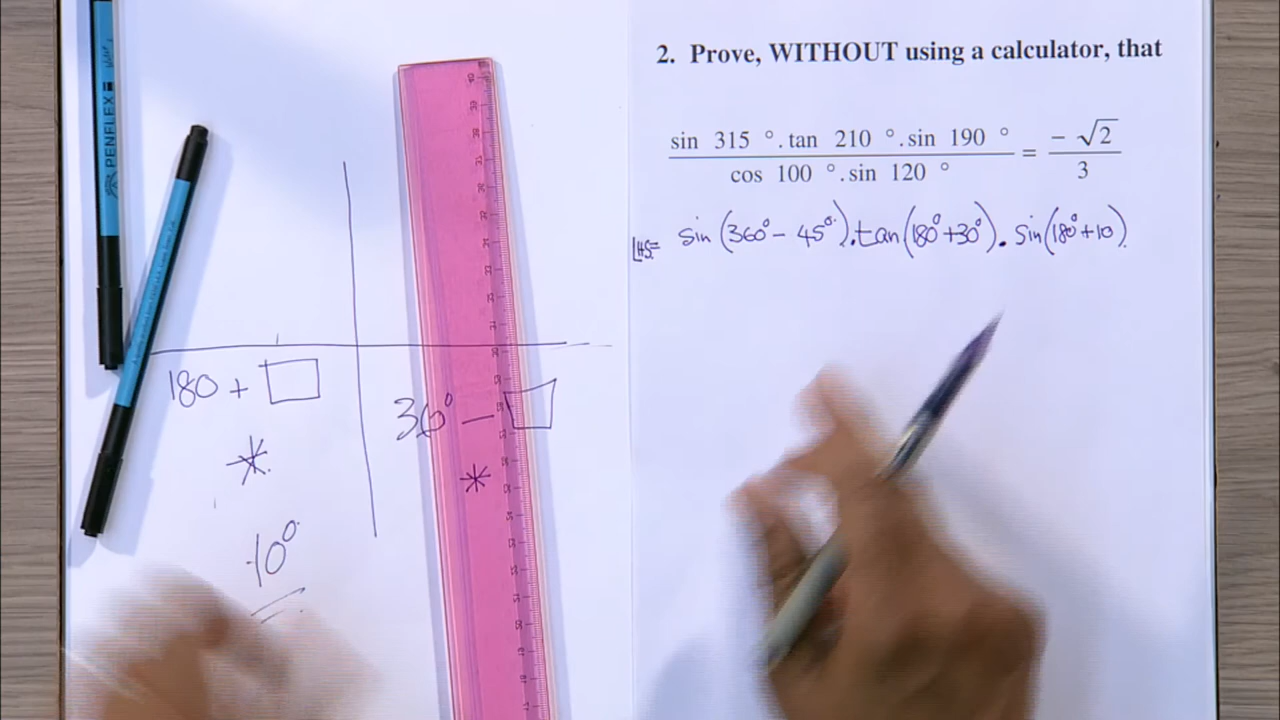 PENFLEX
180 +
360° —
*
*
10°
2. Prove, WITHOUT using a calculator, that
sin 315 °. tan 210 °. sin 190 ° / cos 100 °. sin 120 ° = - √2 / 3
LHS= sin (360° - 45°).tan(180°+30°). sin(180°+10)